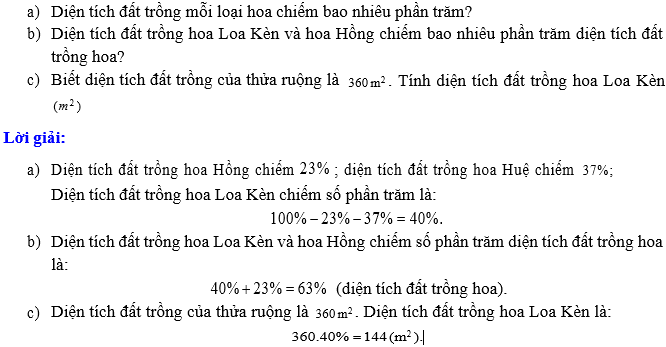 a) Diện tích đất trồng mỗi loại hoa chiếm bao nhiêu phần trăm?
b) Diện tích đất trồng hoa Loa Kèn và hoa Hồng chiếm bao nhiêu phần trăm diện tích đất
trồng hoa?
c) Biết diện tích đất trồng của thửa ruộng là 360 m². Tính diện tích đất trồng hoa Loa Kèn
(m²)
Lời giải:
a) Diện tích đất trồng hoa Hồng chiếm 23% ; diện tích đất trồng hoa Huệ chiếm 37%;
Diện tích đất trồng hoa Loa Kèn chiếm số phần trăm là:
100% – 23% – 37% = 40%.
b) Diện tích đất trồng hoa Loa Kèn và hoa Hồng chiếm số phần trăm diện tích đất trồng hoa
là:
40% + 23% = 63% (diện tích đất trồng hoa).
c) Diện tích đất trồng của thửa ruộng là 360 m². Diện tích đất trồng hoa Loa Kèn là:
360.40% = 144 (m²).